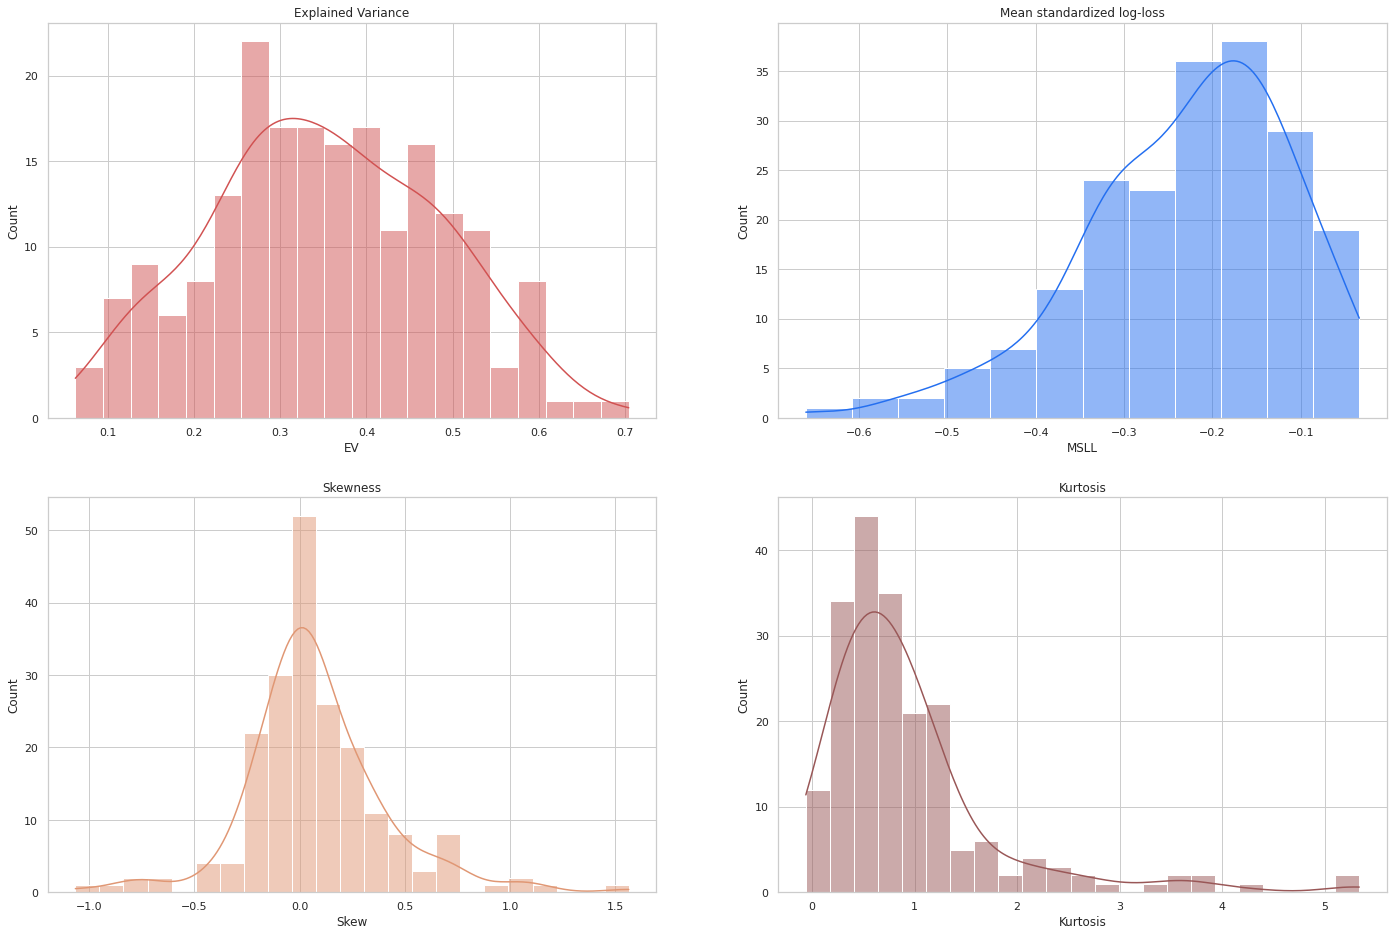 Explained Variance
Count
20
15
10
5
0
0.1 0.2 0.3 0.4 0.5 0.6 0.7
EV
Mean standardized log-loss
Count
35
30
25
20
15
10
5
0
−0.6 −0.5 −0.4 −0.3 −0.2 −0.1
MSLL
Skewness
Count
50
40
30
20
10
0
−1.0 −0.5 0.0 0.5 1.0 1.5
Skew
Kurtosis
Count
40
30
20
10
0
0 1 2 3 4 5
Kurtosis